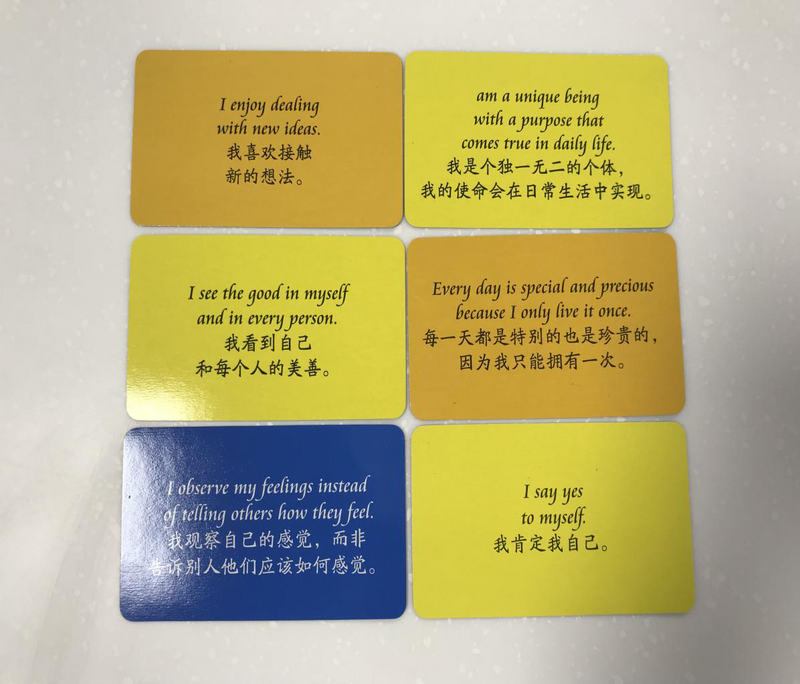 I enjoy dealing
with new ideas.
我喜欢接触
新的想法。
am a unique being
with a purpose that
comes true in daily life.
我是个独一无二的个体，
我的使命会在日常生活中实现。
I see the good in myself
and in every person.
我看到自己
和每个人的美善。
Every day is special and precious
because I only live it once.
每一天都是特别的也是珍贵的，
因为我只能拥有一次。
I observe my feelings instead
of telling others how they feel.
我观察自己的感觉，而非
告诉别人他们应该如何感觉。
I say yes
to myself.
我肯定我自己。